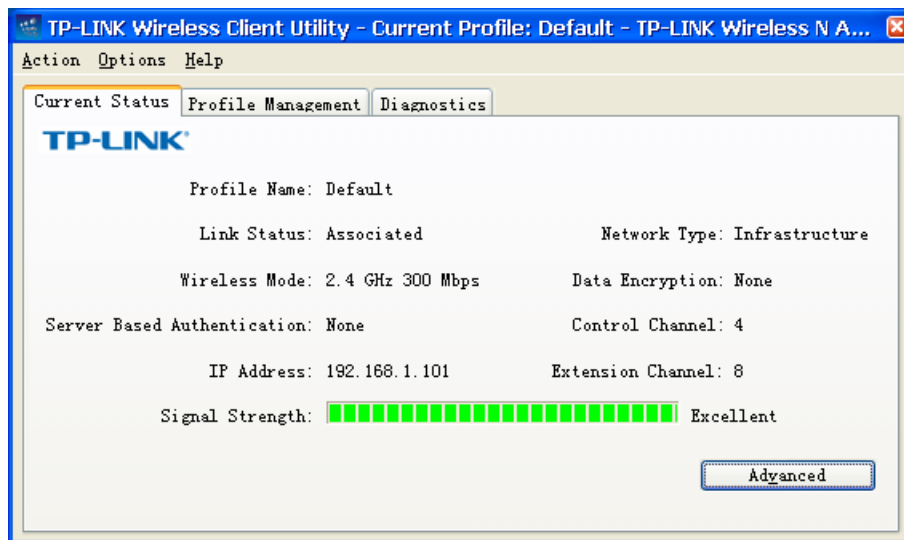 TP-LINK Wireless Client Utility - Current Profile: Default - TP-LINK Wireless N A...
Action Options Help
Current Status Profile Management Diagnostics
TP-LINK®
Profile Name: Default
Link Status: Associated Network Type: Infrastructure
Wireless Mode: 2.4 GHz 300 Mbps Data Encryption: None
Server Based Authentication: None Control Channel: 4
IP Address: 192.168.1.101 Extension Channel: 8
Signal Strength: Excellent
Advanced